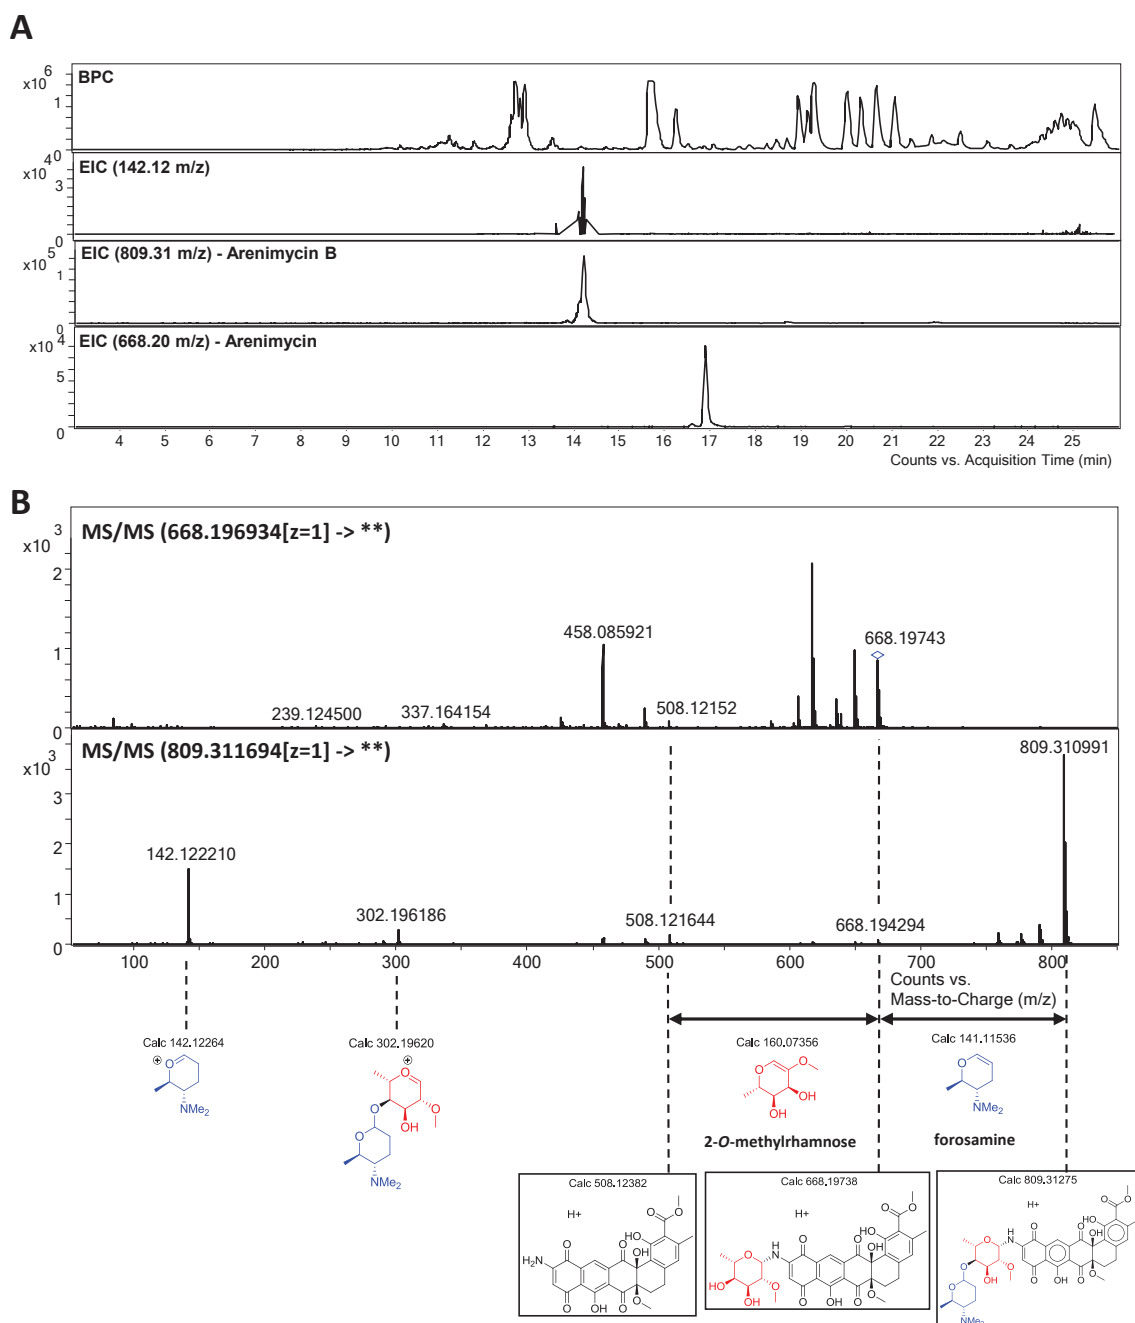 A
x10 6
BPC
1
0
x10 4
EIC (142.12 m/z)
3
0
x10 5
EIC (809.31 m/z) - Arenimycin B
1
0
x10 4
EIC (668.20 m/z) - Arenimycin
5
0
4 5 6 7 8 9 10 11 12 13 14 15 16 17 18 19 20 21 22 23 24 25
Counts vs. Acquisition Time (min)
B
x10 3
MS/MS (668.196934[z=1] -> **)
2
1
0
458.085921
668.19743
239.124500
337.164154
508.12152
x10 3
MS/MS (809.311694[z=1] -> **)
3
2
1
0
809.310991
142.122210
302.196186
508.121644
668.194294
100 200 300 400 500 600 700 800
Counts vs.
Mass-to-Charge (m/z)
Calc 142.12264
Calc 302.19620
Calc 160.07356
Calc 141.11536
⊕
O
NMe2
⊕
O
O
O
OH
O
NMe2
O
O
OH
OH
O
NMe2
2-O-methylrhamnose
forosamine
Calc 508.12382
H+
O
O
HO
H2N
O
O
OH
O
OH
O
O
Calc 668.19738
H+
O
O
HO
O
H
N
O
O
OH
HO
OH
O
O
OH
O
O
Calc 809.31275
H+
O
O
HO
O
H
N
O
O
OH
O
OH
O
O
OH
O
O
O
NMe2